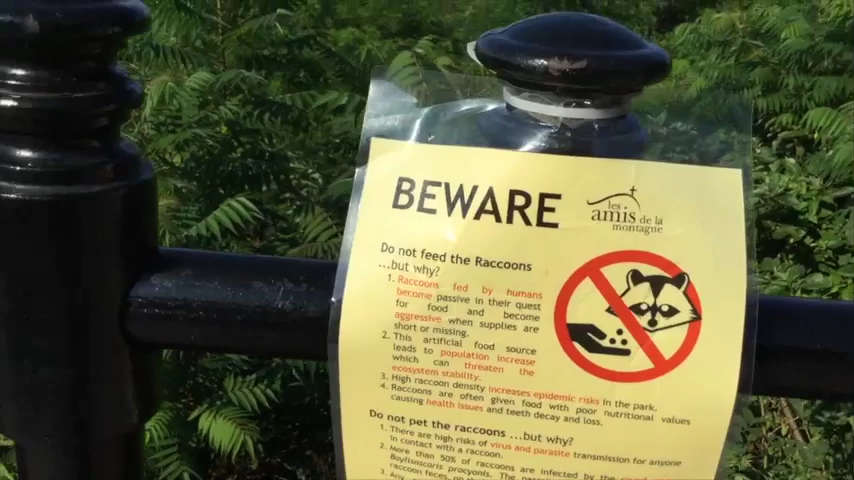 BEWARE
les
amis de la
montagne
Do not feed the Raccoons
...but why?
1. Raccoons fed by humans
become passive in their quest
for food and become
aggressive when supplies are
short or missing.
2. This artificial food source
leads to population increase
which can threaten the
ecosystem stability.
3. High raccoon density increases epidemic risks in the park.
4. Raccoons are often given food with poor nutritional values
causing health issues and teeth decay and loss.
Do not pet the raccoons ...but why?
1. There are high risks of virus and parasite transmission for anyone
in contact with a raccoon.
2. More than 50% of raccoons are infected by the
Baylisascaris procyonis. The
raccoon feces, on the
3. Any